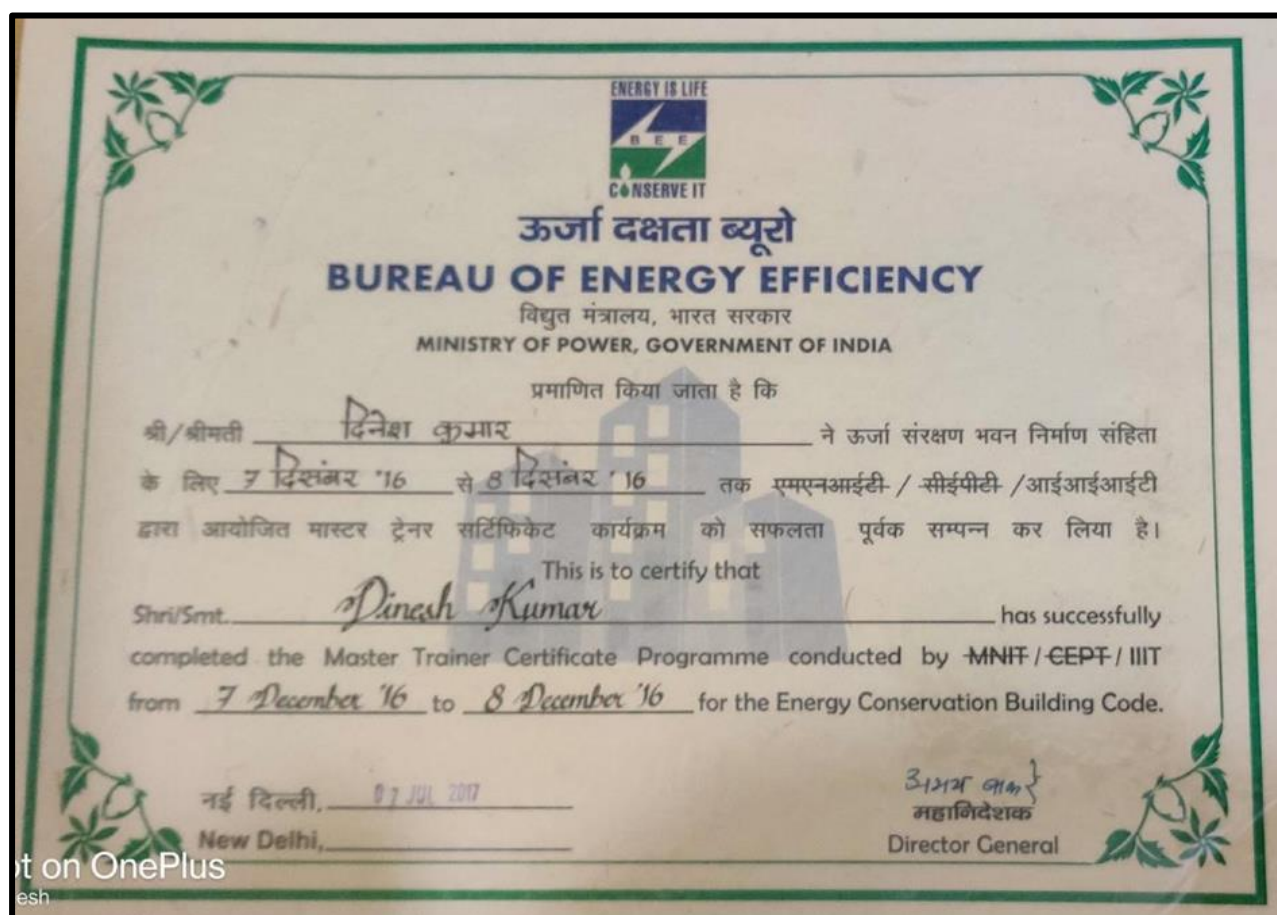 ENERGY IS LIFE
BEE
CONSERVE IT
ऊर्जा दक्षता ब्यूरो
BUREAU OF ENERGY EFFICIENCY
विद्युत मंत्रालय, भारत सरकार
MINISTRY OF POWER, GOVERNMENT OF INDIA
प्रमाणित किया जाता है कि
श्री/श्रीमती दिनेश कुमार ने ऊर्जा संरक्षण भवन निर्माण संहिता
के लिए 7 दिसंबर '16 से 8 दिसंबर '16 तक एमएनआईटी / सीईपीटी /आईआईआईटी
द्वारा आयोजित मास्टर ट्रेनर सर्टिफिकेट कार्यक्रम को सफलता पूर्वक सम्पन्न कर लिया है।
This is to certify that
Shri/Smt. Dinesh Kumar has successfully
completed the Master Trainer Certificate Programme conducted by MNIT / CEPT / IIIT
from 7 December '16 to 8 December '16 for the Energy Conservation Building Code.
अभय बाकरे
नई दिल्ली, 07 JUL 2017
महानिदेशक
New Delhi,
Director General
ot on OnePlus
esh